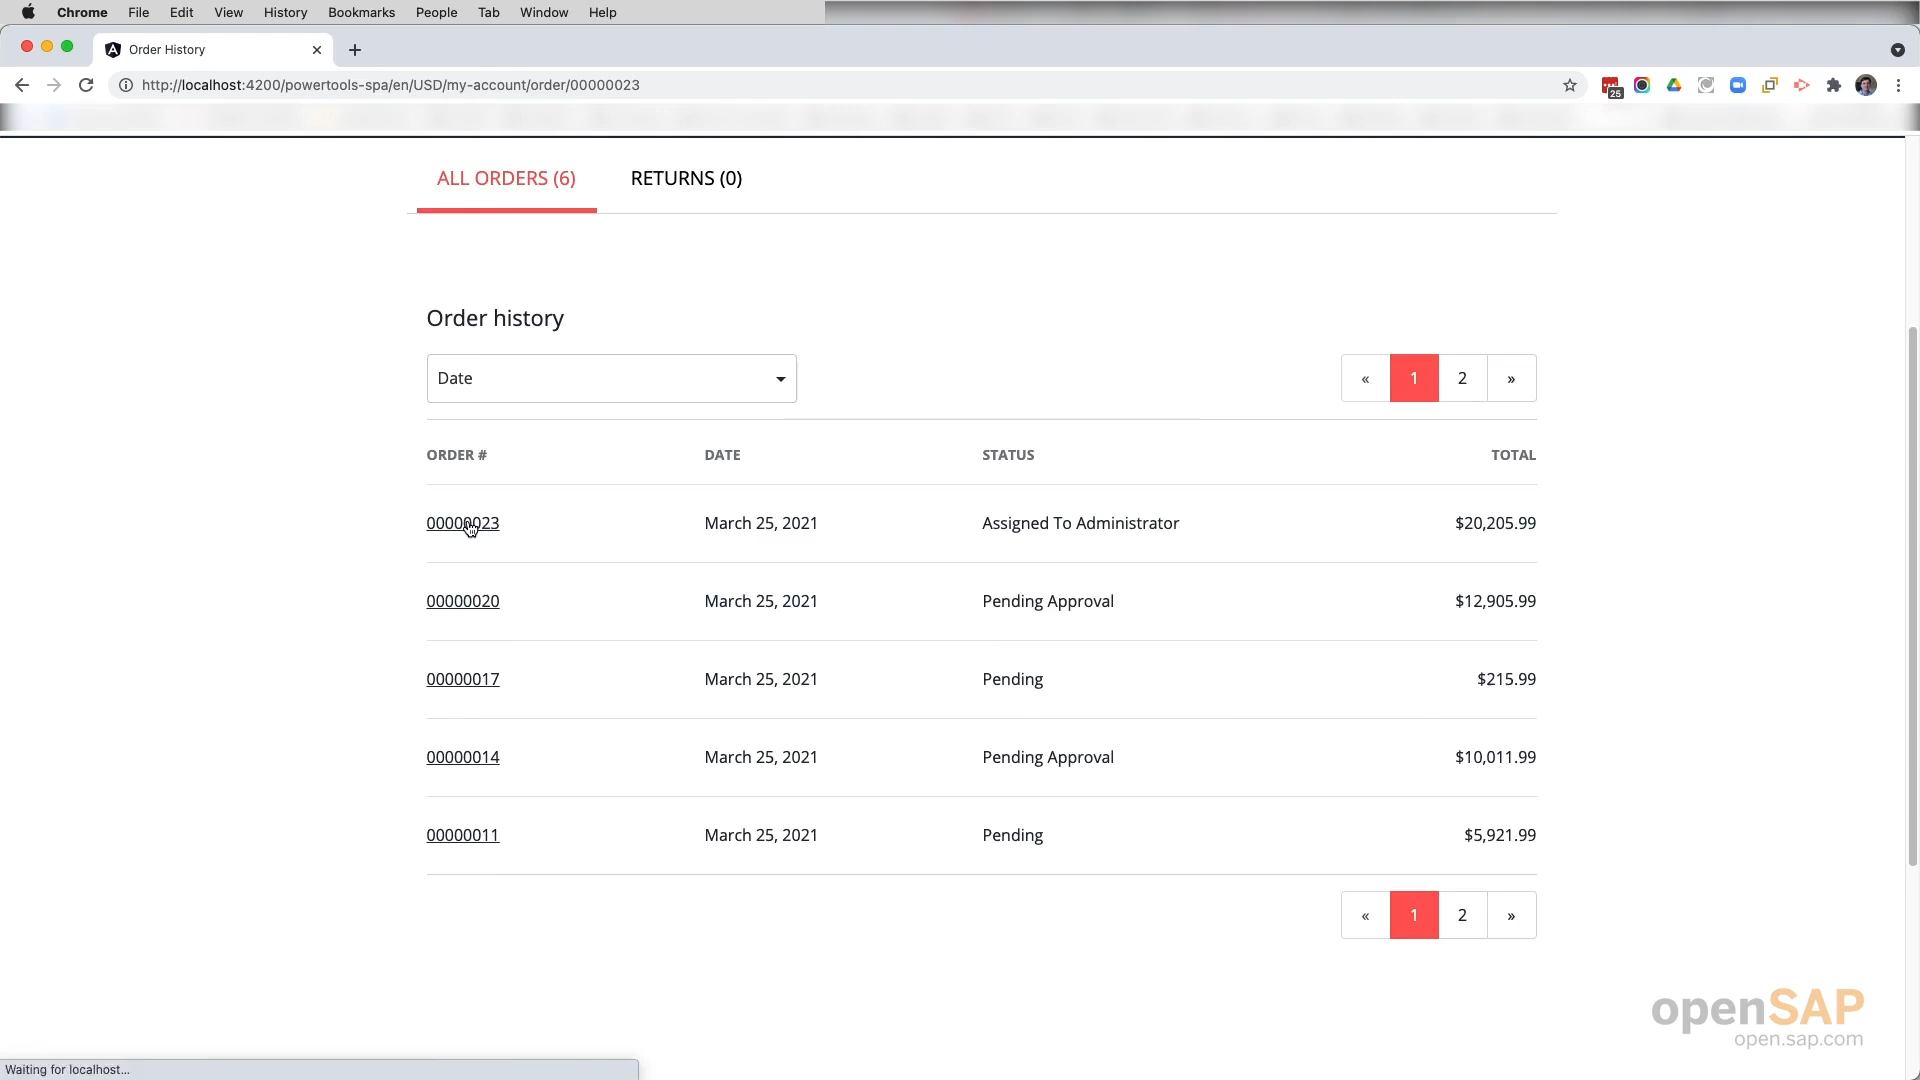 Chrome File Edit View History Bookmarks People Tab Window Help
Order History
http://localhost:4200/powertools-spa/en/USD/my-account/order/00000023
25
ALL ORDERS (6) RETURNS (0)
Order history
Date
« 1 2 »
ORDER # DATE STATUS TOTAL
00000023 March 25, 2021 Assigned To Administrator $20,205.99
00000020 March 25, 2021 Pending Approval $12,905.99
00000017 March 25, 2021 Pending $215.99
00000014 March 25, 2021 Pending Approval $10,011.99
00000011 March 25, 2021 Pending $5,921.99
« 1 2 »
openSAP
open.sap.com
Waiting for localhost...